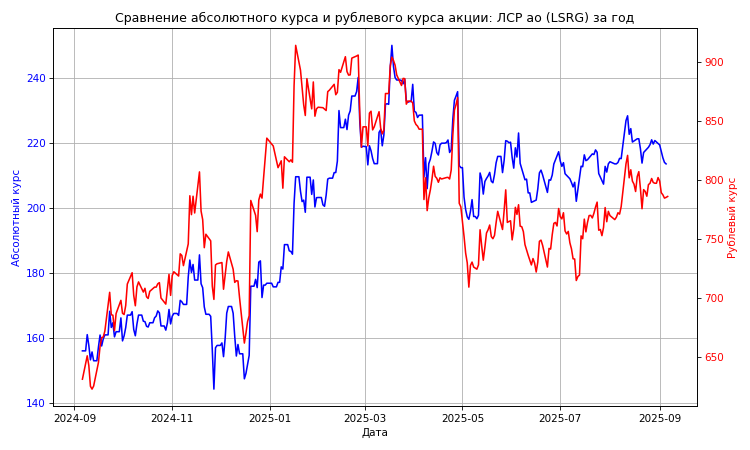 Сравнение абсолютного курса и рублевого курса акции: ЛСР ао (LSRG) за год
Абсолютный курс
240
220
200
180
160
140
900
850
800
750
700
650
Рублевый курс
2024-09 2024-11 2025-01 2025-03 2025-05 2025-07 2025-09
Дата